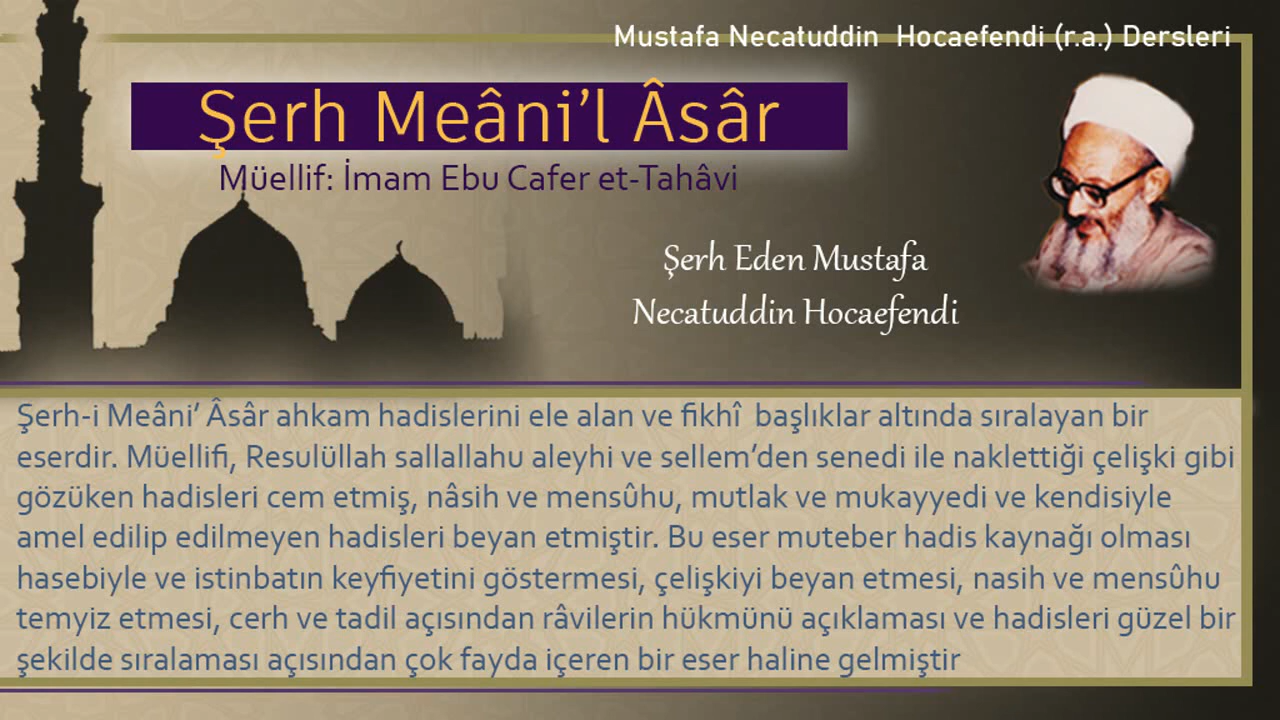 Mustafa Necatuddin Hocaefendi (r.a.) Dersleri
Şerh Meâni’l Âsâr
Müellif: İmam Ebu Cafer et-Tahâvi
Şerh Eden Mustafa
Necatuddin Hocaefendi
Şerh-i Meâni’ Âsâr ahkam hadislerini ele alan ve fikhî başlıklar altında sıralayan bir
eserdir. Müellifi, Resulüllah sallallahu aleyhi ve sellem’den senedi ile naklettiği çelişki gibi
gözüken hadisleri cem etmiş, nâsih ve mensûhu, mutlak ve mukayyedi ve kendisiyle
amel edilip edilmeyen hadisleri beyan etmiştir. Bu eser muteber hadis kaynağı olması
hasebiyle ve istinbatın keyfiyetini göstermesi, çelişkiyi beyan etmesi, nasih ve mensûhu
temyiz etmesi, cerh ve tadil açısından râvilerin hükmünü açıklaması ve hadisleri güzel bir
şekilde sıralaması açısından çok fayda içeren bir eser haline gelmiştir